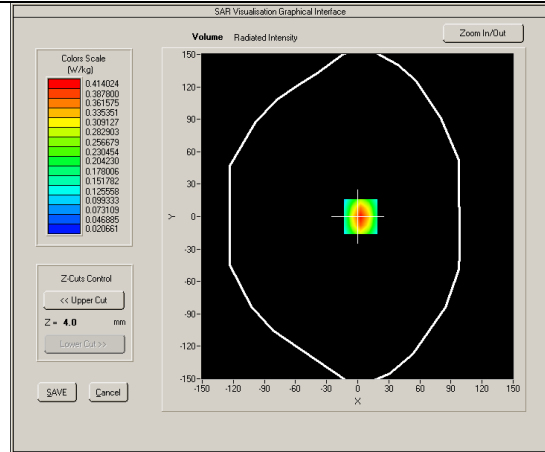 SAR Visualisation Graphical Interface
Volume Radiated Intensity
Zoom In/Out
Colors Scale
(W/kg)
0.414024
0.387800
0.361575
0.335351
0.309127
0.282903
0.256679
0.230454
0.204230
0.178006
0.151782
0.125558
0.099333
0.073109
0.046885
0.020661
Z-Cuts Control
<< Upper Cut
Z = 4.0 mm
Lower Cut >>
SAVE Cancel
Y
150
120
90
60
30
0
-30
-60
-90
-120
-150
-150 -120 -90 -60 -30 0 30 60 90 120 150
X